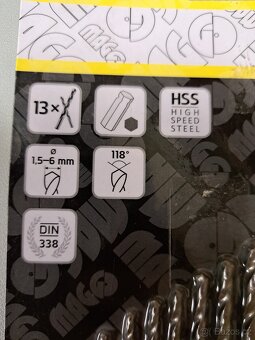 13×
HSS
HIGH
SPEED
STEEL
Ø
1,5–6 mm
118°
DIN
338